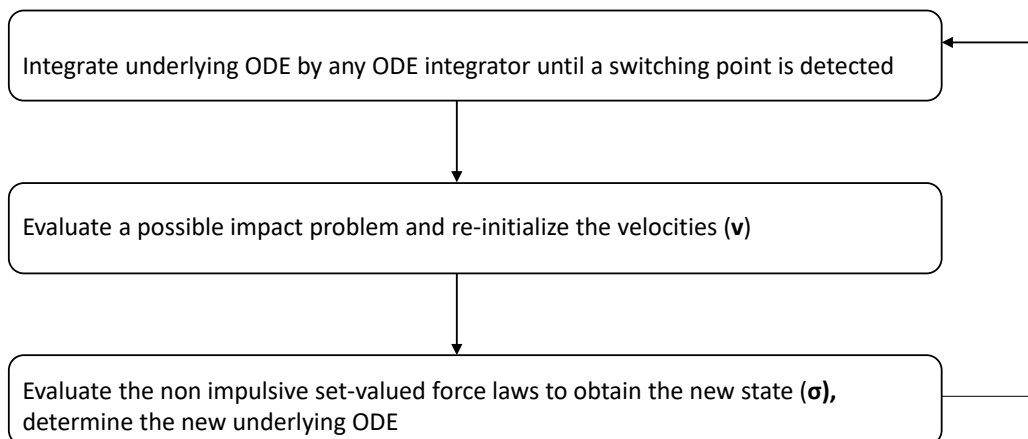 Integrate underlying ODE by any ODE integrator until a switching point is detected
Evaluate a possible impact problem and re-initialize the velocities (v)
Evaluate the non impulsive set-valued force laws to obtain the new state (σ),
determine the new underlying ODE